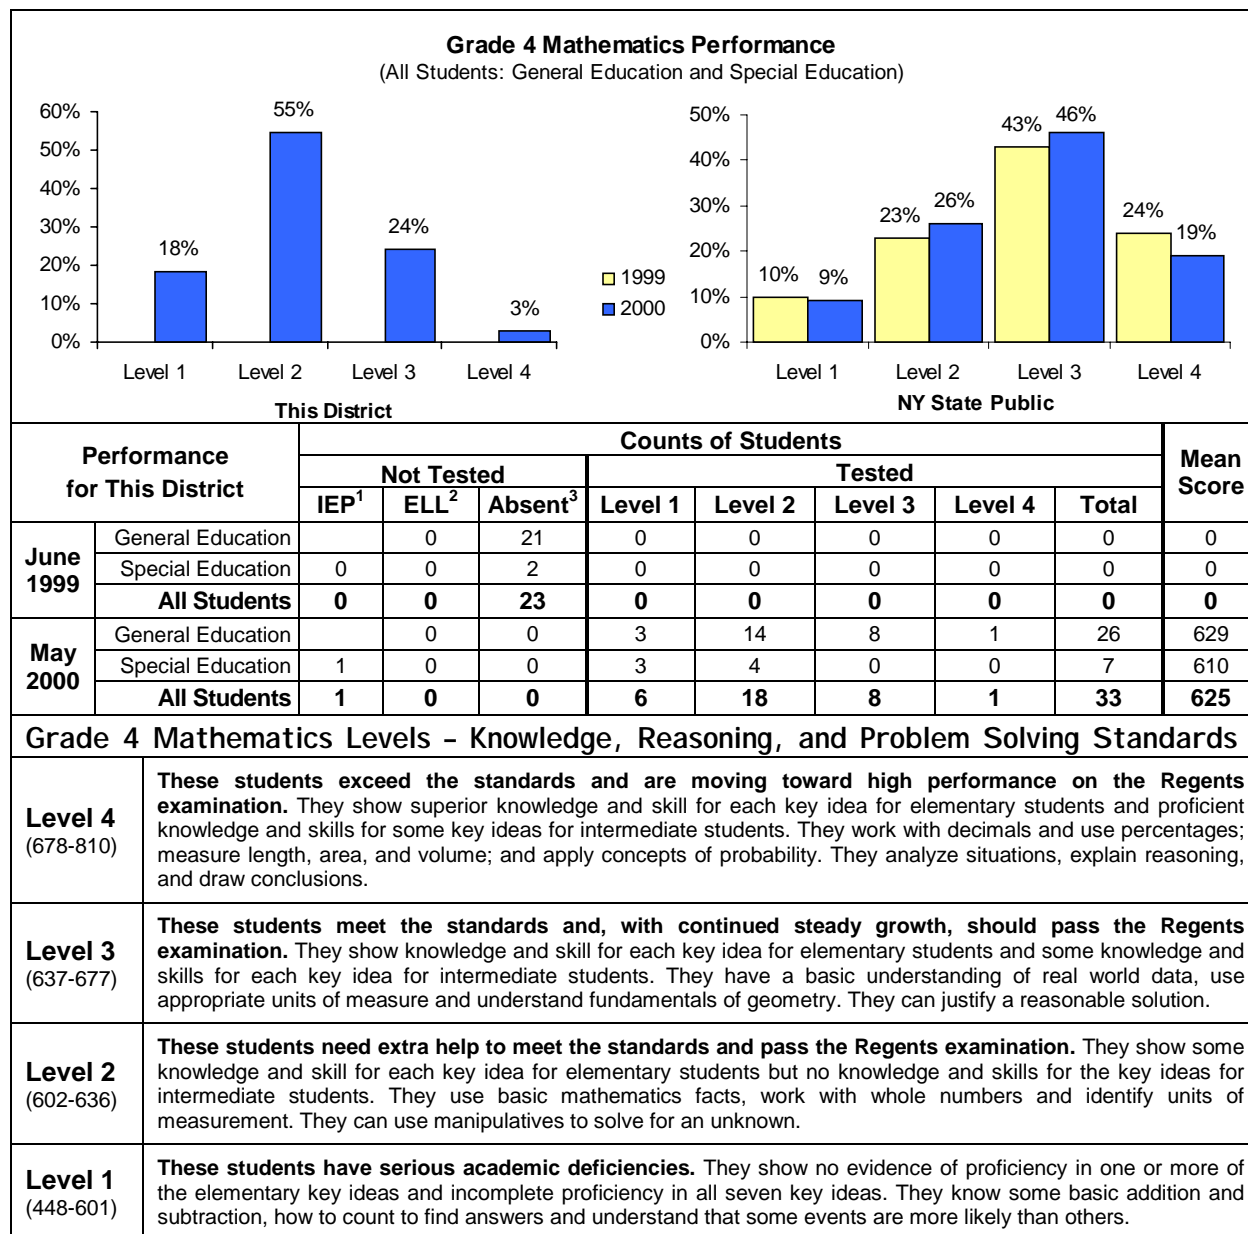 Grade 4 Mathematics Performance
(All Students: General Education and Special Education)
60%
50%
40%
30%
20%
10%
0%
18%
55%
24%
3%
Level 1 Level 2 Level 3 Level 4
This District
1999
2000
50%
40%
30%
20%
10%
0%
10% 9%
23% 26%
43% 46%
24% 19%
Level 1 Level 2 Level 3 Level 4
NY State Public
Performance
for This District
Counts of Students
Mean
Score
Not Tested Tested
IEP1 ELL2 Absent3 Level 1 Level 2 Level 3 Level 4 Total
June
1999
General Education 0 21 0 0 0 0 0 0
Special Education 0 0 2 0 0 0 0 0 0
All Students 0 0 23 0 0 0 0 0 0
May
2000
General Education 0 0 3 14 8 1 26 629
Special Education 1 0 0 3 4 0 0 7 610
All Students 1 0 0 6 18 8 1 33 625
Grade 4 Mathematics Levels – Knowledge, Reasoning, and Problem Solving Standards
Level 4
(678-810)
These students exceed the standards and are moving toward high performance on the Regents
examination. They show superior knowledge and skill for each key idea for elementary students and proficient
knowledge and skills for some key ideas for intermediate students. They work with decimals and use percentages;
measure length, area, and volume; and apply concepts of probability. They analyze situations, explain reasoning,
and draw conclusions.
Level 3
(637-677)
These students meet the standards and, with continued steady growth, should pass the Regents
examination. They show knowledge and skill for each key idea for elementary students and some knowledge and
skills for each key idea for intermediate students. They have a basic understanding of real world data, use
appropriate units of measure and understand fundamentals of geometry. They can justify a reasonable solution.
Level 2
(602-636)
These students need extra help to meet the standards and pass the Regents examination. They show some
knowledge and skill for each key idea for elementary students but no knowledge and skills for the key ideas for
intermediate students. They use basic mathematics facts, work with whole numbers and identify units of
measurement. They can use manipulatives to solve for an unknown.
Level 1
(448-601)
These students have serious academic deficiencies. They show no evidence of proficiency in one or more of
the elementary key ideas and incomplete proficiency in all seven key ideas. They know some basic addition and
subtraction, how to count to find answers and understand that some events are more likely than others.